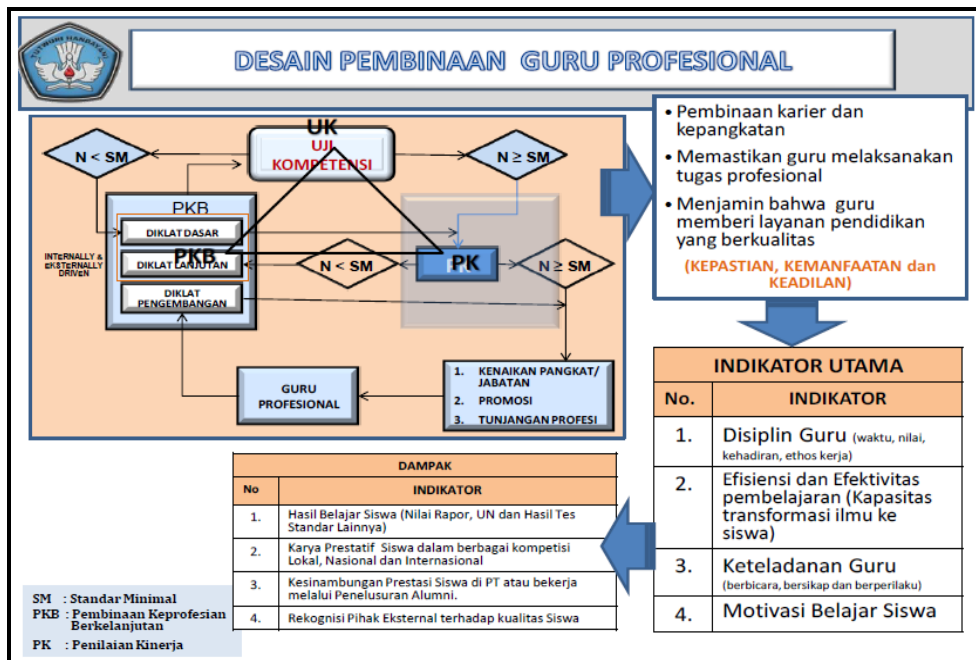 TUTWURI HANDAYANI
DESAIN PEMBINAAN GURU PROFESIONAL
UK
UJI
KOMPETENSI
N < SM
N ≥ SM
PKB
DIKLAT DASAR
INTERNALLY &
EKSTERNALLY
DRIVEN
PKB
DIKLAT LANJUTAN
N < SM
PK
N ≥ SM
DIKLAT
PENGEMBANGAN
GURU
PROFESIONAL
1. KENAIKAN PANGKAT/
JABATAN
2. PROMOSI
3. TUNJANGAN PROFESI
• Pembinaan karier dan
kepangkatan
• Memastikan guru melaksanakan
tugas profesional
• Menjamin bahwa guru
memberi layanan pendidikan
yang berkualitas
(KEPASTIAN, KEMANFAATAN dan
KEADILAN)
INDIKATOR UTAMA
No. INDIKATOR
1. Disiplin Guru (waktu, nilai,
kehadiran, ethos kerja)
2. Efisiensi dan Efektivitas
pembelajaran (Kapasitas
transformasi ilmu ke
siswa)
3. Keteladanan Guru
(berbicara, bersikap dan berperilaku)
4. Motivasi Belajar Siswa
DAMPAK
No INDIKATOR
1. Hasil Belajar Siswa (Nilai Rapor, UN dan Hasil Tes
Standar Lainnya)
2. Karya Prestatif Siswa dalam berbagai kompetisi
Lokal, Nasional dan Internasional
3. Kesinambungan Prestasi Siswa di PT atau bekerja
melalui Penelusuran Alumni.
4. Rekognisi Pihak Eksternal terhadap kualitas Siswa
SM : Standar Minimal
PKB : Pembinaan Keprofesian
Berkelanjutan
PK : Penilaian Kinerja